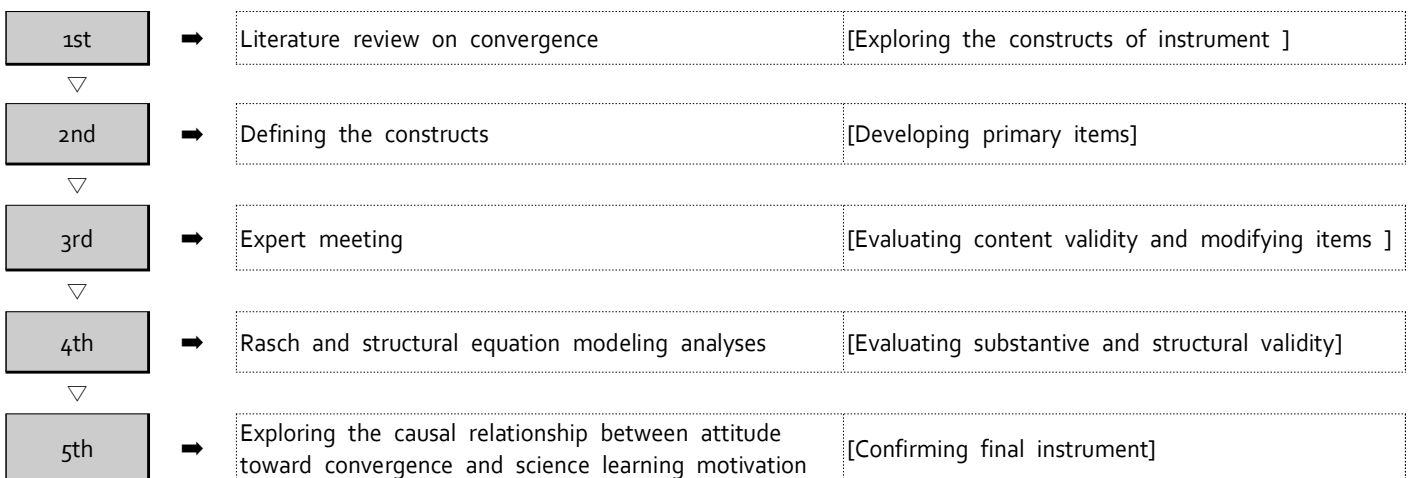 1st ➡ Literature review on convergence [Exploring the constructs of instrument ]
2nd ➡ Defining the constructs [Developing primary items]
3rd ➡ Expert meeting [Evaluating content validity and modifying items ]
4th ➡ Rasch and structural equation modeling analyses [Evaluating substantive and structural validity]
5th ➡ Exploring the causal relationship between attitude
toward convergence and science learning motivation
[Confirming final instrument]